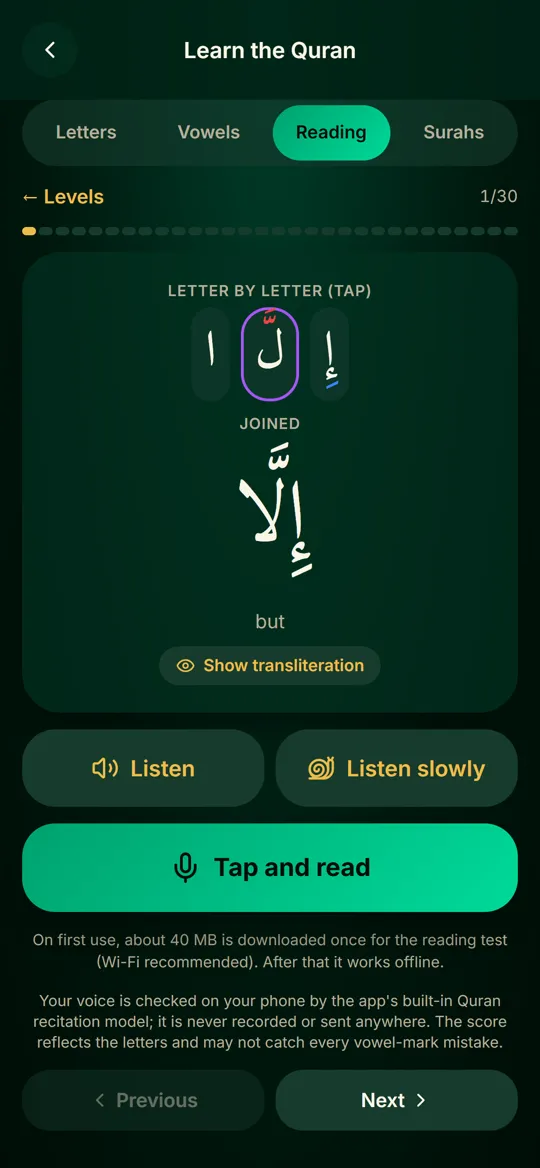 Learn the Quran
Letters Vowels Reading Surahs
← Levels 1/30
LETTER BY LETTER (TAP)
إِ لَّ ا
JOINED
إِلَّا
but
Show transliteration
Listen Listen slowly
Tap and read
On first use, about 40 MB is downloaded once for the reading test
(Wi-Fi recommended). After that it works offline.
Your voice is checked on your phone by the app's built-in Quran
recitation model; it is never recorded or sent anywhere. The score
reflects the letters and may not catch every vowel-mark mistake.
Previous Next